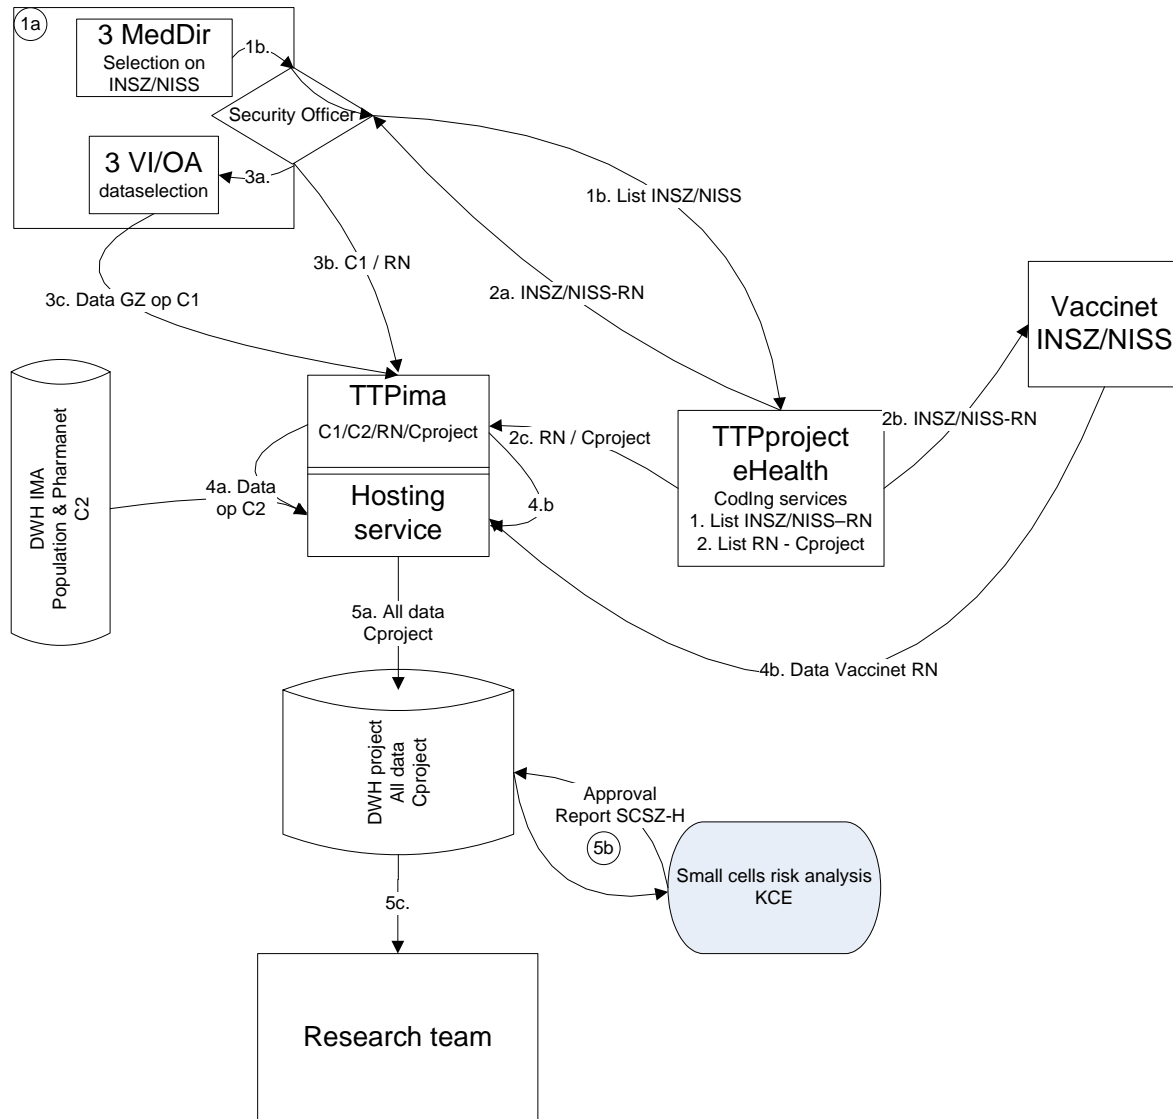 1a
3 MedDir
Selection on
INSZ/NISS
1b.
Security Officer
3 VI/OA
dataselection
3a.
1b. List INSZ/NISS
3b. C1 / RN
2a. INSZ/NISS-RN
3c. Data GZ op C1
Vaccinet
INSZ/NISS
DWH IMA
Population & Pharmanet
C2
TTPima
C1/C2/RN/Cproject
2c. RN / Cproject
2b. INSZ/NISS-RN
TTPproject
eHealth
CodIng services
1. List INSZ/NISS–RN
2. List RN - Cproject
4a. Data
op C2
Hosting
service
4.b
5a. All data
Cproject
4b. Data Vaccinet RN
DWH project
All data
Cproject
Approval
Report SCSZ-H
5b
Small cells risk analysis
KCE
5c.
Research team